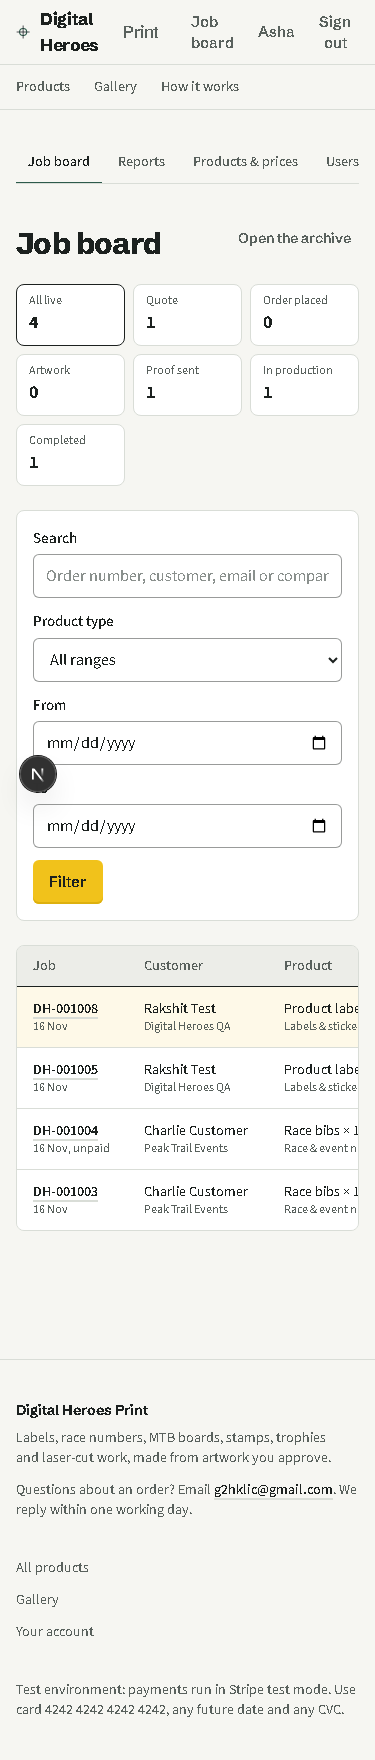 Digital Heroes
Print
Job board
Asha
Sign out
Products
Gallery
How it works
Job board
Reports
Products & prices
Users
Job board
Open the archive
All live
4
Quote
1
Order placed
0
Artwork
0
Proof sent
1
In production
1
Completed
1
Search
Order number, customer, email or compar
Product type
All ranges
From
mm/dd/yyyy
N
mm/dd/yyyy
Filter
Job Customer Product
DH-001008 Rakshit Test Product labe
16 Nov Digital Heroes QA Labels & sticke
DH-001005 Rakshit Test Product labe
16 Nov Digital Heroes QA Labels & sticke
DH-001004 Charlie Customer Race bibs × 1
16 Nov, unpaid Peak Trail Events Race & event n
DH-001003 Charlie Customer Race bibs × 1
16 Nov Peak Trail Events Race & event n
Digital Heroes Print
Labels, race numbers, MTB boards, stamps, trophies
and laser-cut work, made from artwork you approve.
Questions about an order? Email g2hklic@gmail.com. We
reply within one working day.
All products
Gallery
Your account
Test environment: payments run in Stripe test mode. Use
card 4242 4242 4242 4242, any future date and any CVC.